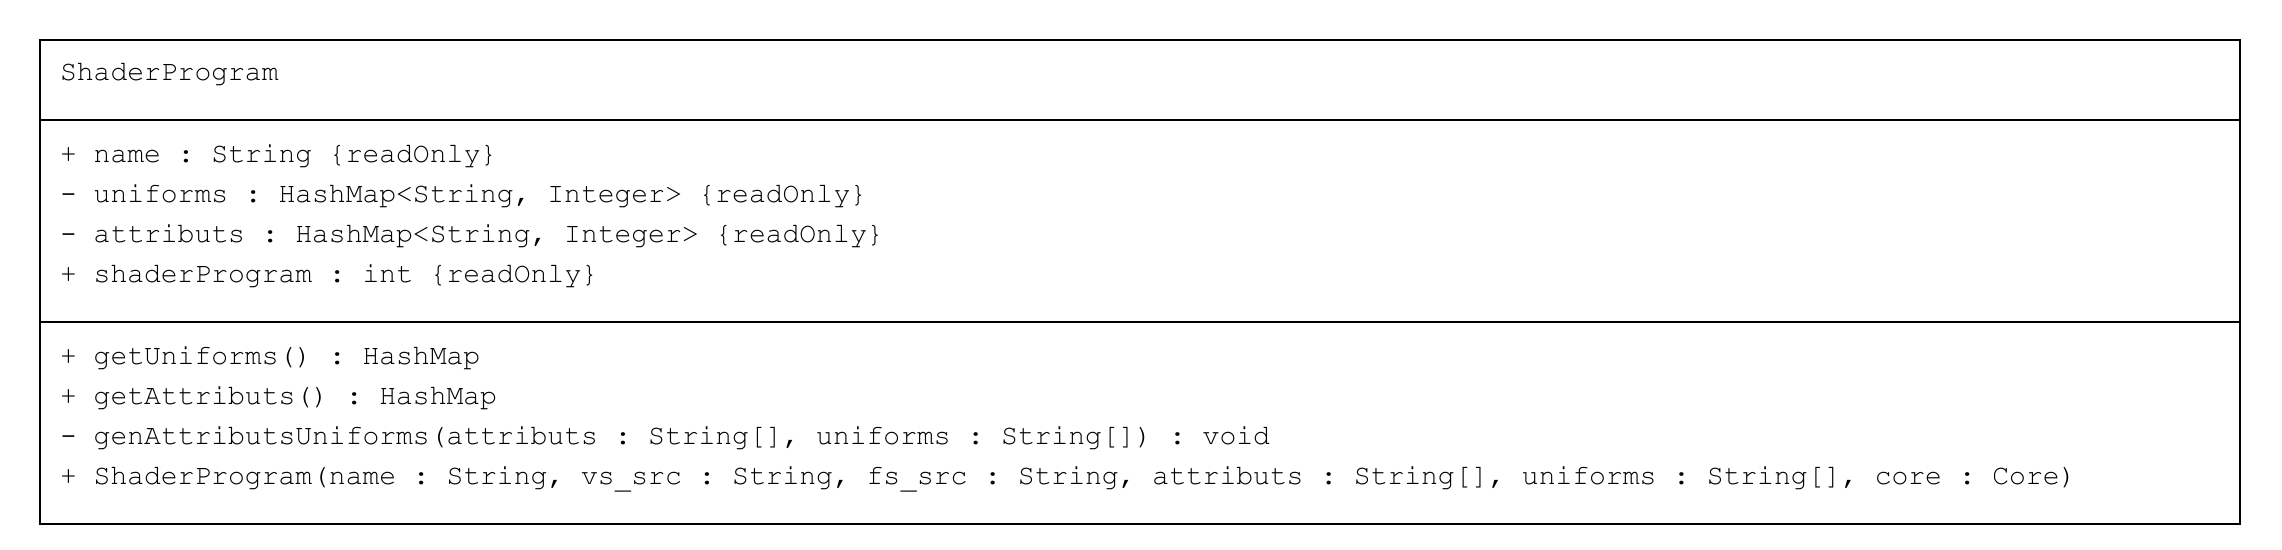 ShaderProgram
+ name : String {readOnly}
- uniforms : HashMap<String, Integer> {readOnly}
- attributs : HashMap<String, Integer> {readOnly}
+ shaderProgram : int {readOnly}
+ getUniforms() : HashMap
+ getAttributs() : HashMap
- genAttributsUniforms(attributs : String[], uniforms : String[]) : void
+ ShaderProgram(name : String, vs_src : String, fs_src : String, attributs : String[], uniforms : String[], core : Core)